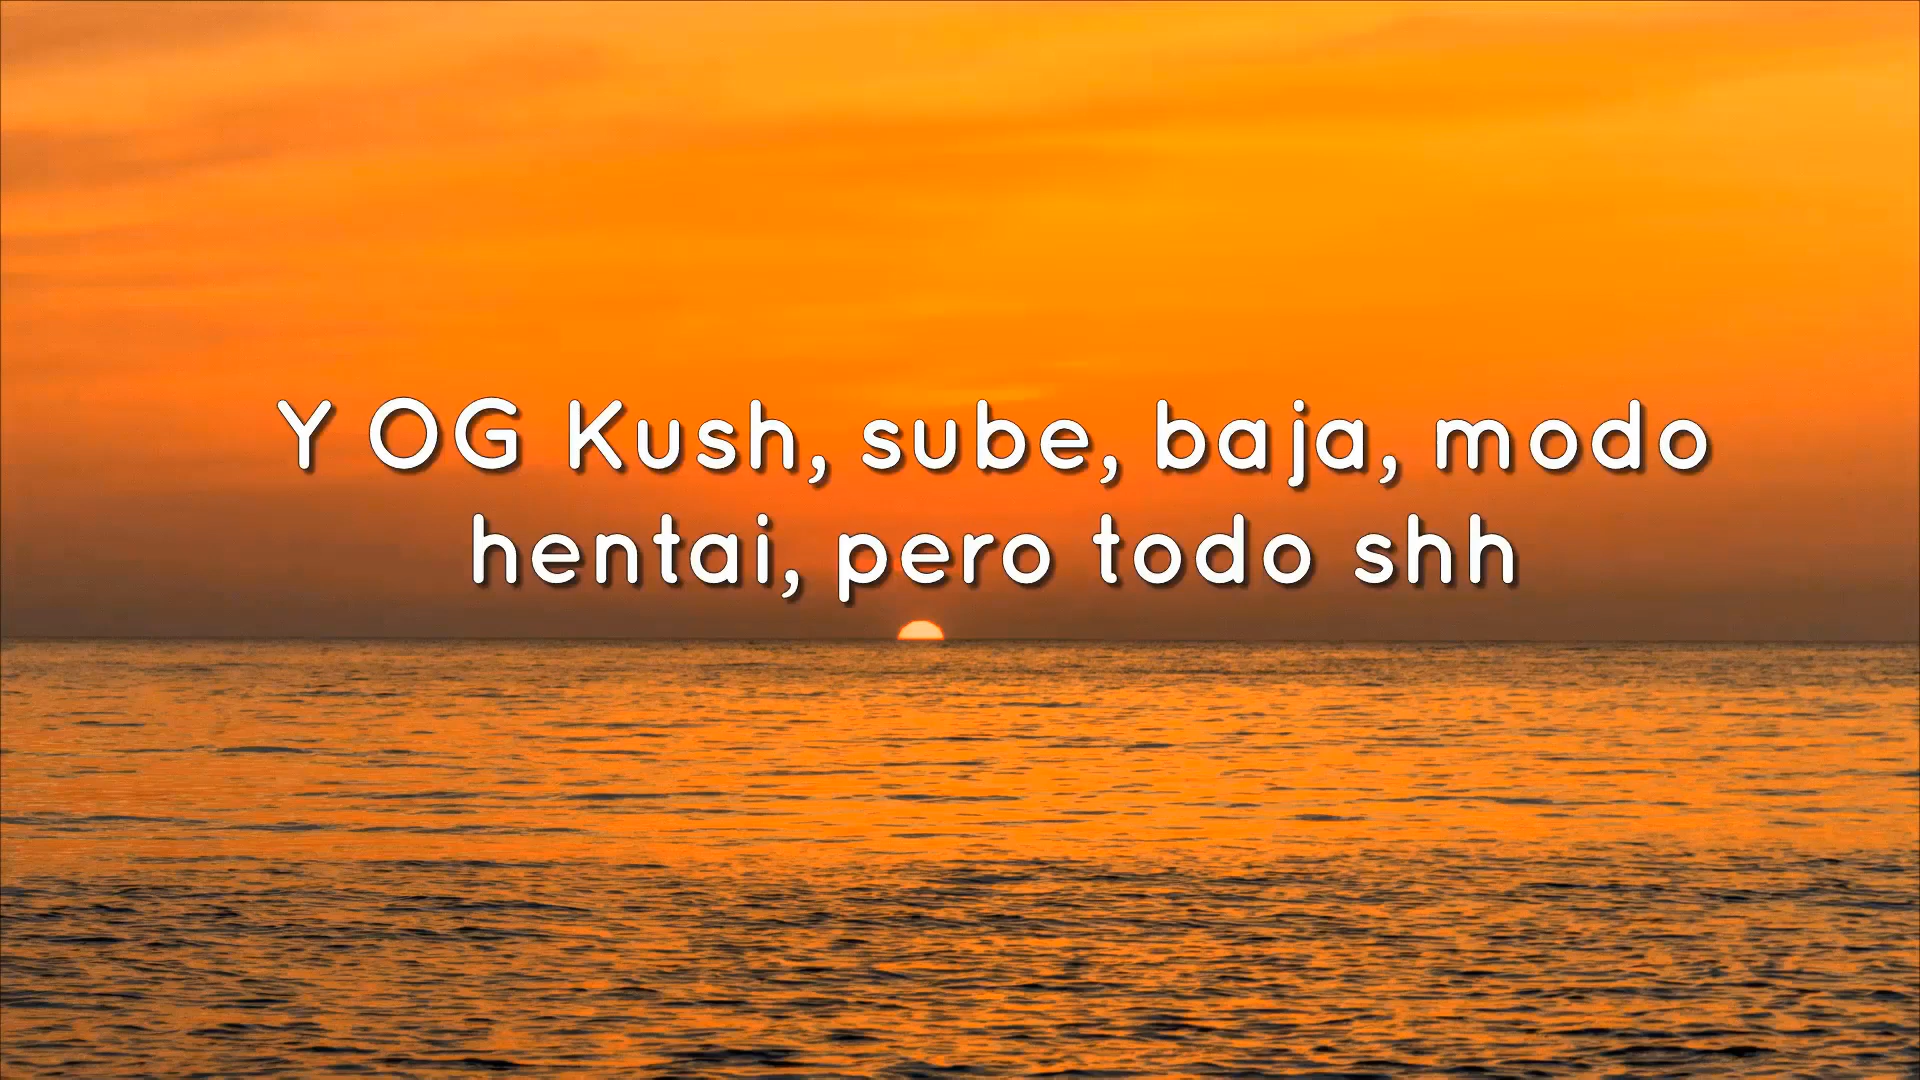 Y OG Kush, sube, baja, modo
hentai, pero todo shh